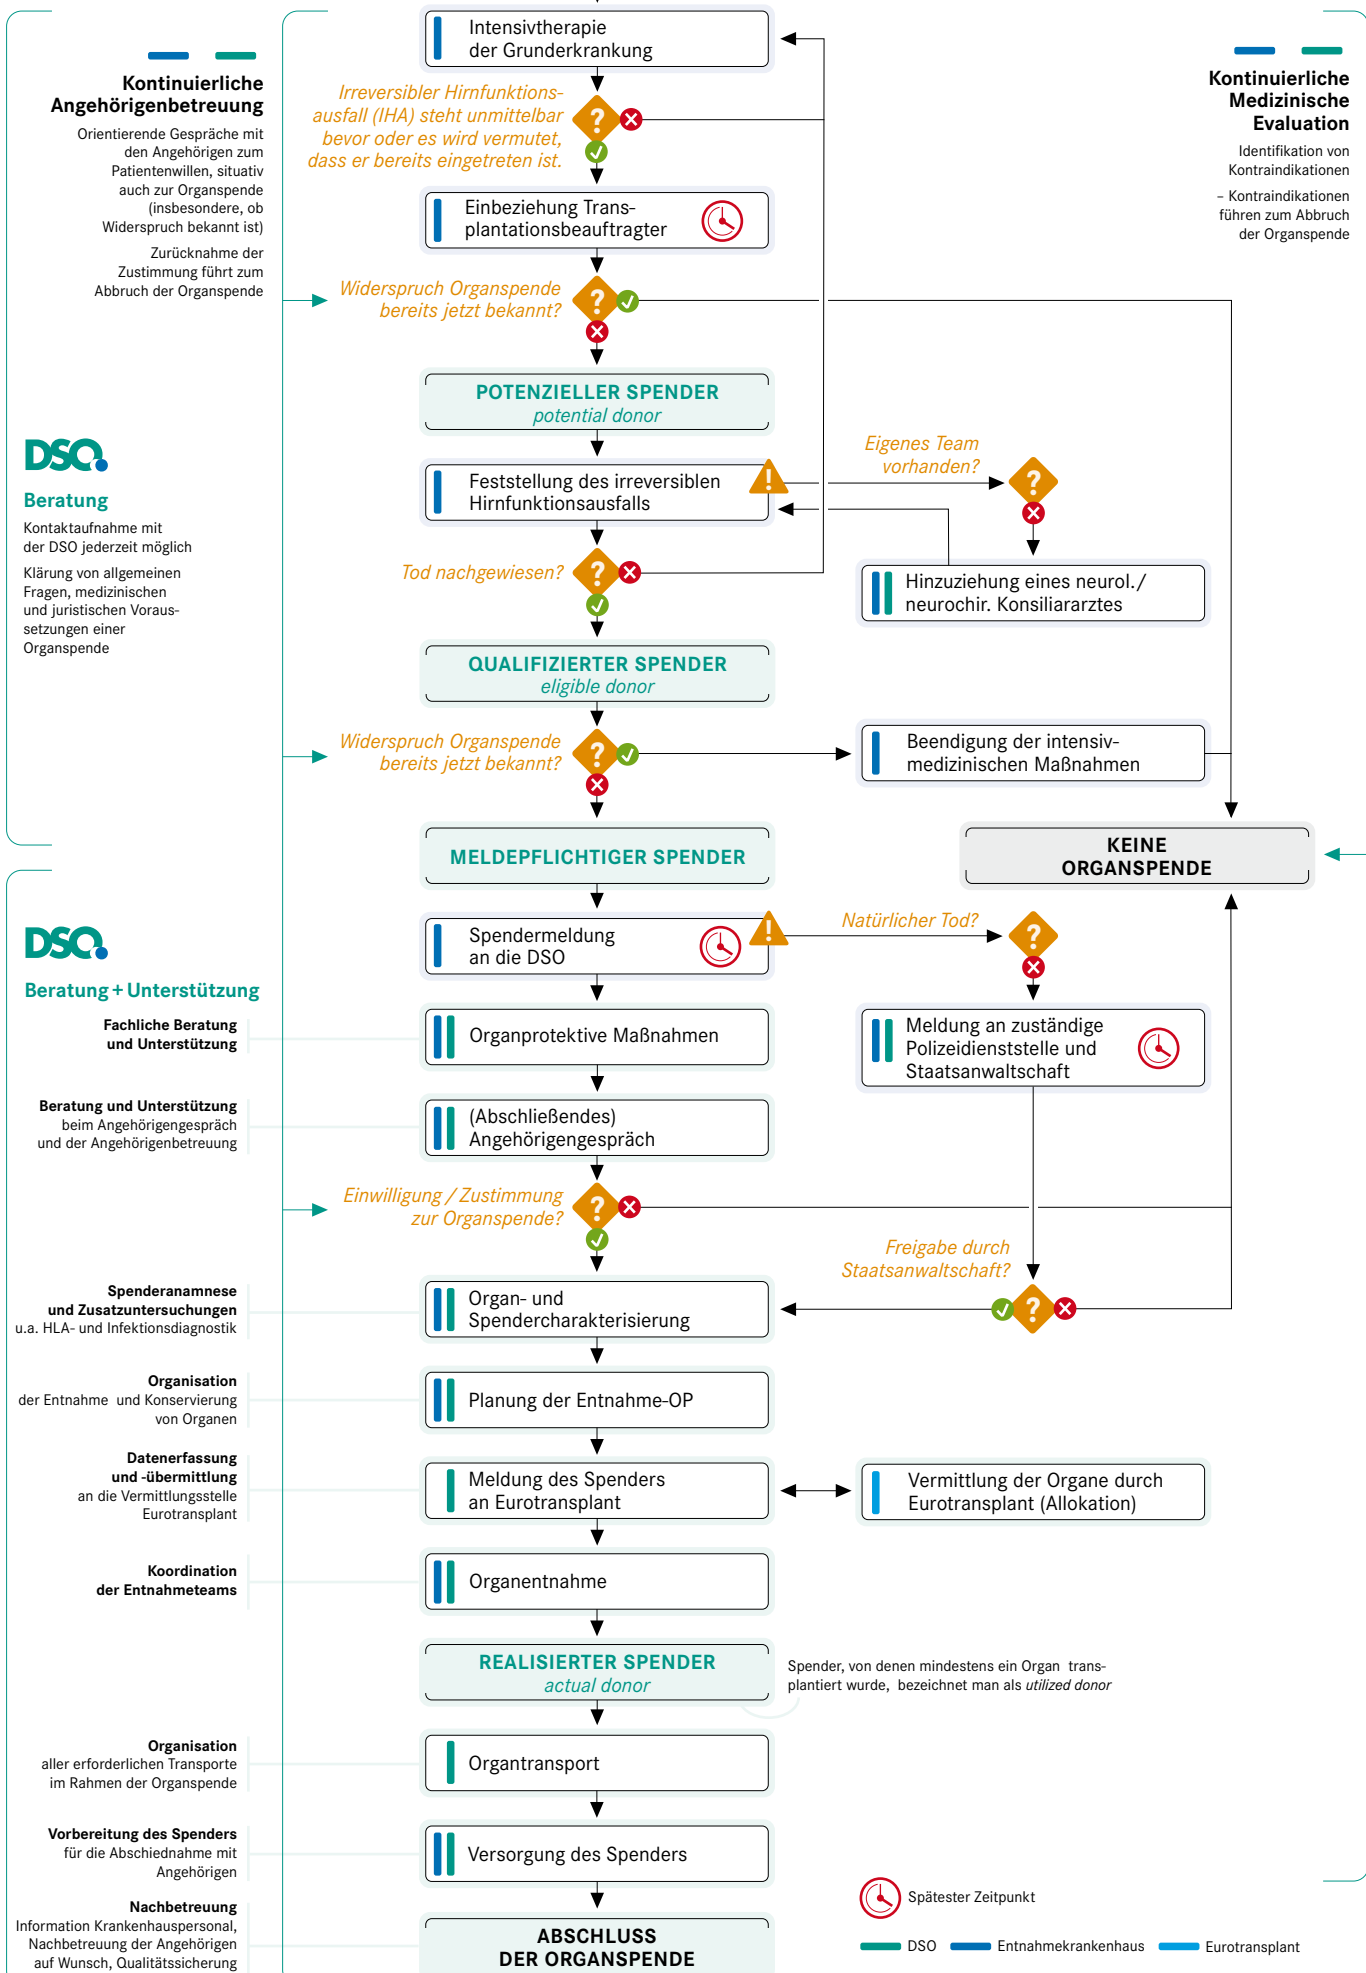 Intensivtherapie
der Grunderkrankung
Kontinuierliche
Angehörigenbetreuung
Orientierende Gespräche mit
den Angehörigen zum
Patientenwillen, situativ
auch zur Organspende
(insbesondere, ob
Widerspruch bekannt ist)
Zurücknahme der
Zustimmung führt zum
Abbruch der Organspende
Kontinuierliche
Medizinische
Evaluation
Identifikation von
Kontraindikationen
– Kontraindikationen
führen zum Abbruch
der Organspende
Irreversibler Hirnfunktions-
ausfall (IHA) steht unmittelbar
bevor oder es wird vermutet,
dass er bereits eingetreten ist.
?
Einbeziehung Trans-
plantationsbeauftragter
Widerspruch Organspende
bereits jetzt bekannt?
?
POTENZIELLER SPENDER
potential donor
DSO
Beratung
Kontaktaufnahme mit
der DSO jederzeit möglich
Klärung von allgemeinen
Fragen, medizinischen
und juristischen Voraus-
setzungen einer
Organspende
Feststellung des irreversiblen
Hirnfunktionsausfalls
!
Eigenes Team
vorhanden?
?
Hinzuziehung eines neurol./
neurochir. Konsiliararztes
Tod nachgewiesen?
?
QUALIFIZIERTER SPENDER
eligible donor
Widerspruch Organspende
bereits jetzt bekannt?
?
Beendigung der intensiv-
medizinischen Maßnahmen
MELDEPFLICHTIGER SPENDER
KEINE
ORGANSPENDE
DSO
Beratung + Unterstützung
Spendermeldung
an die DSO
!
Natürlicher Tod?
?
Fachliche Beratung
und Unterstützung
Organprotektive Maßnahmen
Meldung an zuständige
Polizeidienststelle und
Staatsanwaltschaft
Beratung und Unterstützung
beim Angehörigengespräch
und der Angehörigenbetreuung
(Abschließendes)
Angehörigengespräch
Einwilligung / Zustimmung
zur Organspende?
?
Freigabe durch
Staatsanwaltschaft?
?
Spenderanamnese
und Zusatzuntersuchungen
u.a. HLA- und Infektionsdiagnostik
Organ- und
Spendercharakterisierung
Organisation
der Entnahme und Konservierung
von Organen
Planung der Entnahme-OP
Datenerfassung
und -übermittlung
an die Vermittlungsstelle
Eurotransplant
Meldung des Spenders
an Eurotransplant
Vermittlung der Organe durch
Eurotransplant (Allokation)
Koordination
der Entnahmeteams
Organentnahme
REALISIERTER SPENDER
actual donor
Spender, von denen mindestens ein Organ trans-
plantiert wurde, bezeichnet man als utilized donor
Organisation
aller erforderlichen Transporte
im Rahmen der Organspende
Organtransport
Vorbereitung des Spenders
für die Abschiednahme mit
Angehörigen
Versorgung des Spenders
Nachbetreuung
Information Krankenhauspersonal,
Nachbetreuung der Angehörigen
auf Wunsch, Qualitätssicherung
ABSCHLUSS
DER ORGANSPENDE
Spätester Zeitpunkt
DSO
Entnahmekrankenhaus
Eurotransplant